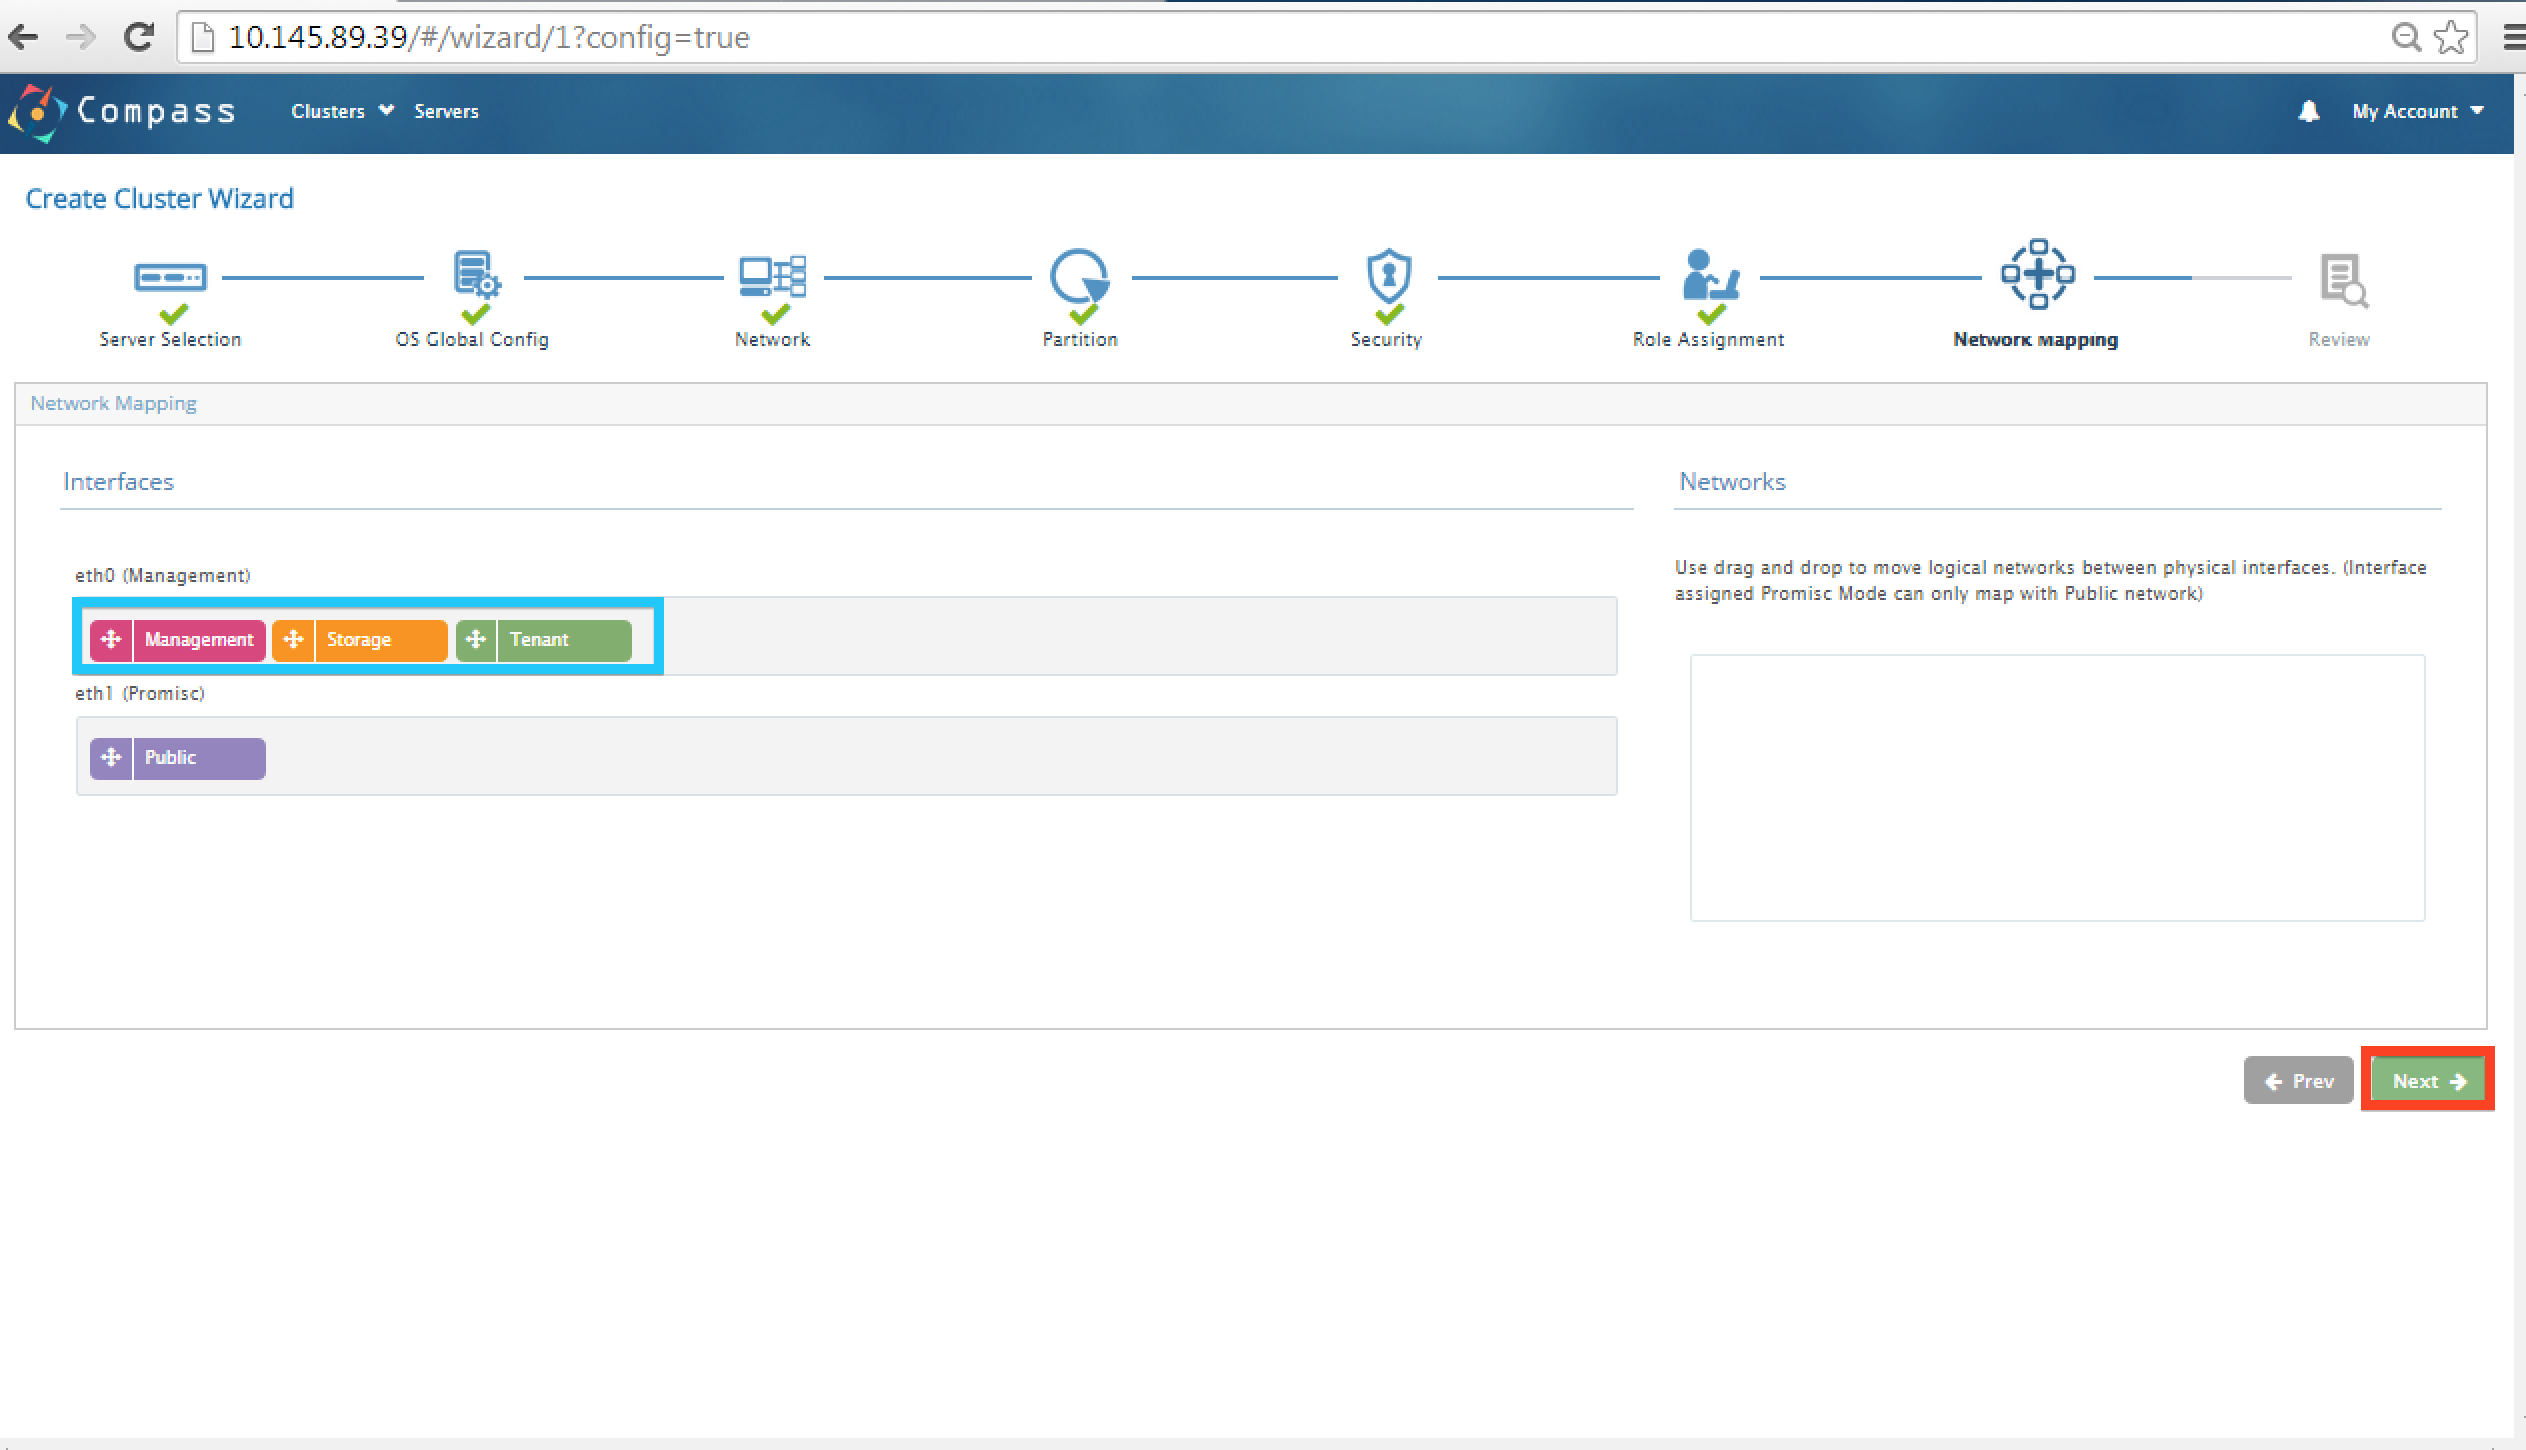 10.145.89.39/#/wizard/1?config=true
Compass
Clusters Servers
My Account
Create Cluster Wizard
Server Selection
OS Global Config
Network
Partition
Security
Role Assignment
Network Mapping
Review
Network Mapping
Interfaces
eth0 (Management)
Management
Storage
Tenant
eth1 (Promisc)
Public
Networks
Use drag and drop to move logical networks between physical interfaces. (Interface
assigned Promisc Mode can only map with Public network)
Prev
Next